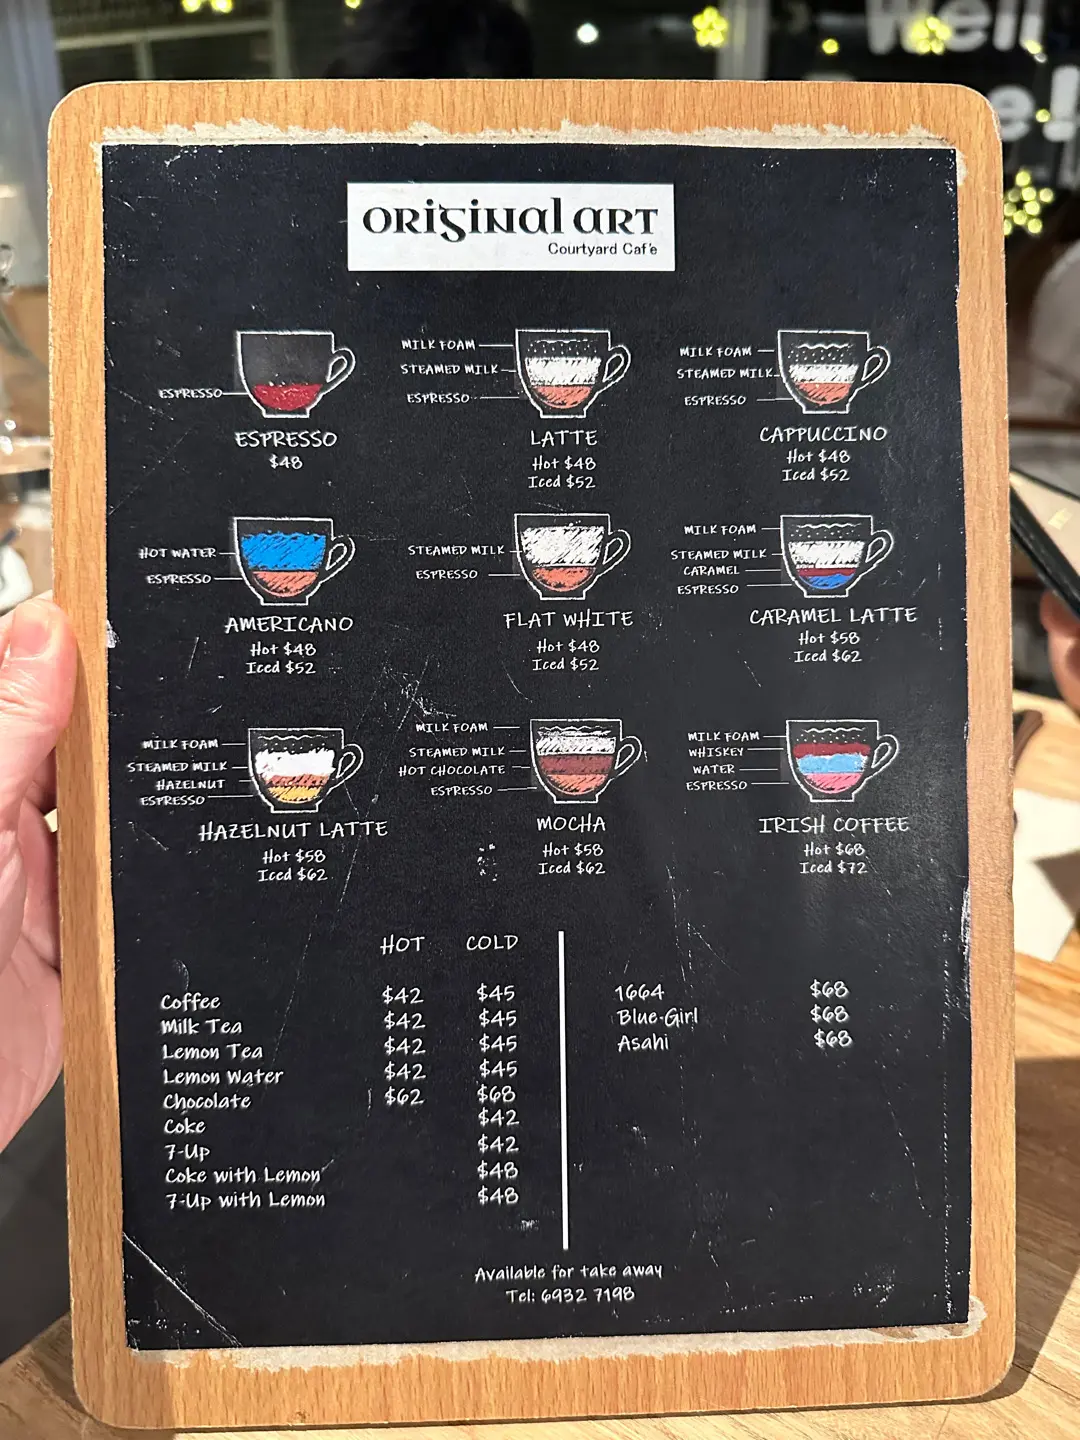 Well
e!
ORIGINAL ART
Courtyard Caf'e
ESPRESSO
ESPRESSO
$48
MILK FOAM
STEAMED MILK
ESPRESSO
LATTE
Hot $48
Iced $52
MILK FOAM
STEAMED MILK
ESPRESSO
CAPPUCCINO
Hot $48
Iced $52
HOT WATER
ESPRESSO
AMERICANO
Hot $48
Iced $52
STEAMED MILK
ESPRESSO
FLAT WHITE
Hot $48
Iced $52
MILK FOAM
STEAMED MILK
CARAMEL
ESPRESSO
CARAMEL LATTE
Hot $58
Iced $62
MILK FOAM
STEAMED MILK
HAZELNUT
ESPRESSO
HAZELNUT LATTE
Hot $58
Iced $62
MILK FOAM
STEAMED MILK
HOT CHOCOLATE
ESPRESSO
MOCHA
Hot $58
Iced $62
MILK FOAM
WHISKEY
WATER
ESPRESSO
IRISH COFFEE
Hot $68
Iced $72
HOT COLD
Coffee $42 $45
Milk Tea $42 $45
Lemon Tea $42 $45
Lemon Water $42 $45
Chocolate $62 $68
Coke $42
7-Up $42
Coke with Lemon $48
7-Up with Lemon $48
1664 $68
Blue-Girl $68
Asahi $68
Available for take away
Tel: 6932 7198